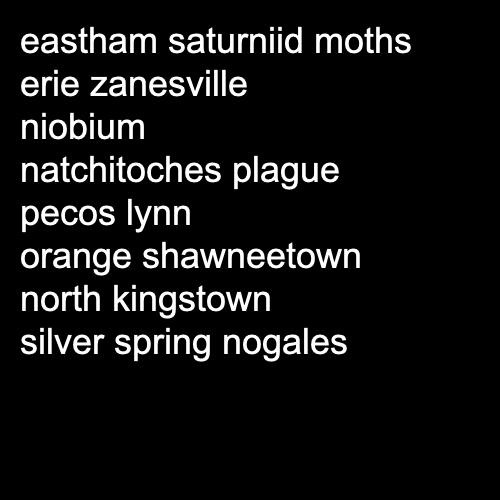 eastham saturniid moths
erie zanesville
niobium
natchitoches plague
pecos lynn
orange shawneetown
north kingstown
silver spring nogales